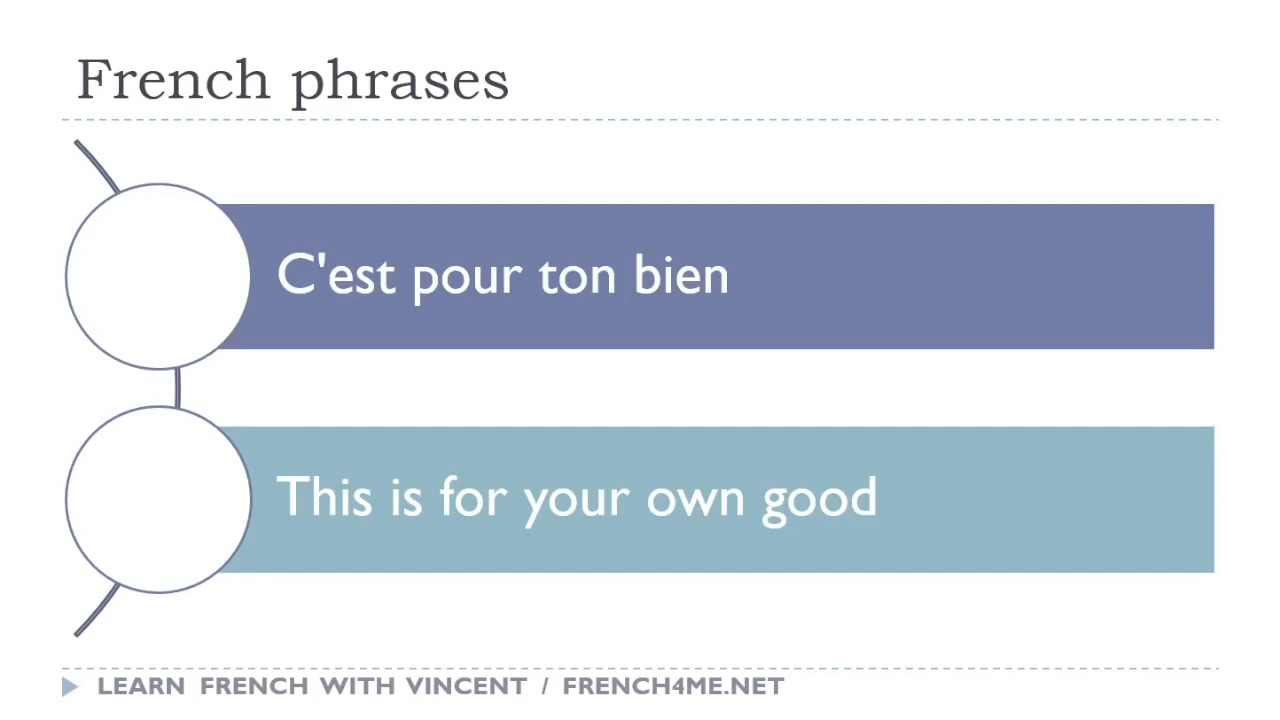 French phrases
C'est pour ton bien
This is for your own good
LEARN FRENCH WITH VINCENT / FRENCH4ME.NET